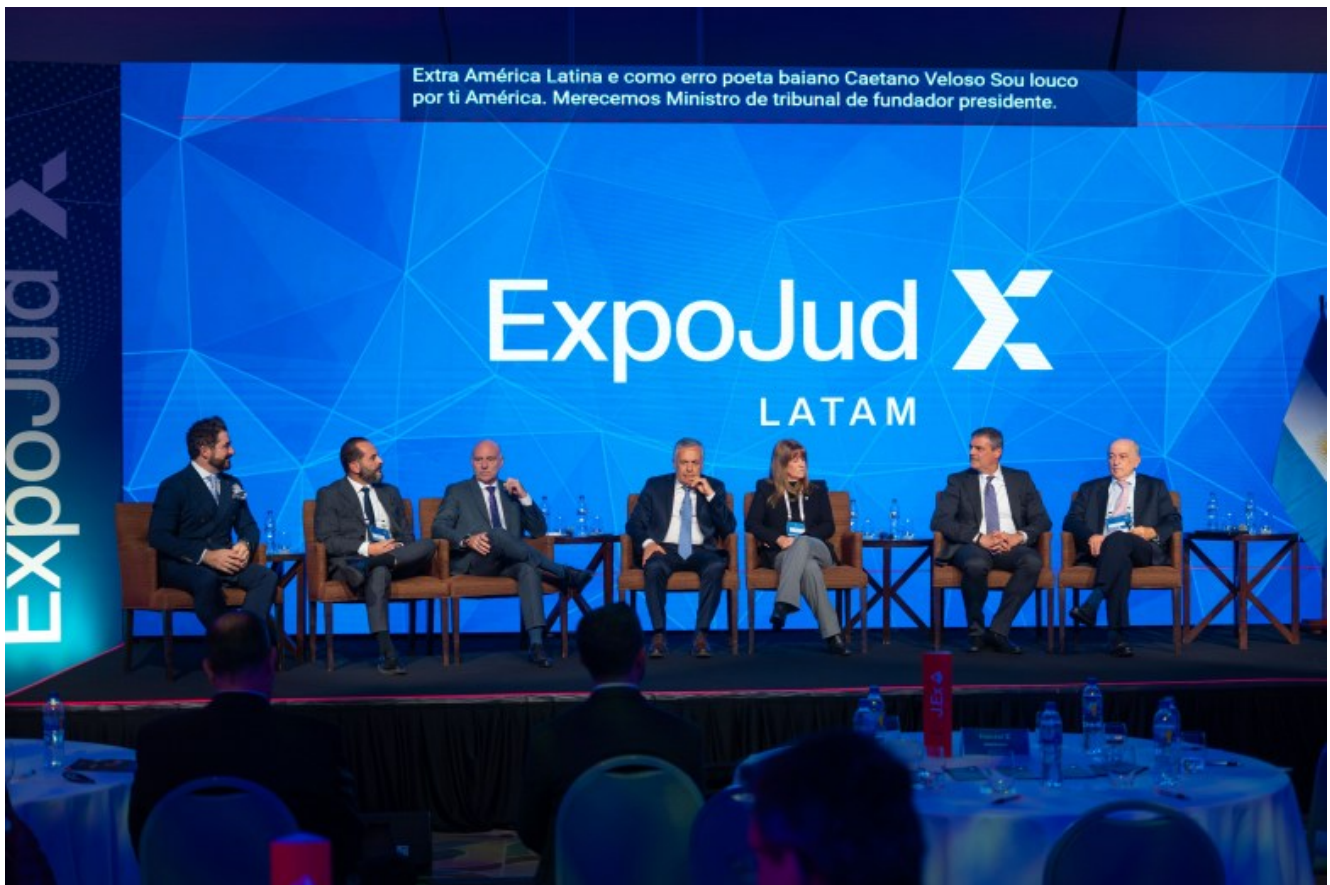 Extra América Latina e como erro poeta baiano Caetano Veloso Sou louco
por ti América. Merecemos Ministro de tribunal de fundador presidente.
ExpoJud X
LATAM
ExpoJud X
JEx